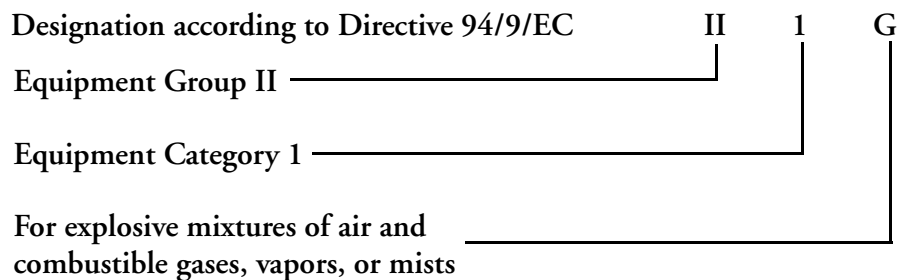 Designation according to Directive 94/9/EC II 1 G
Equipment Group II
Equipment Category 1
For explosive mixtures of air and
combustible gases, vapors, or mists